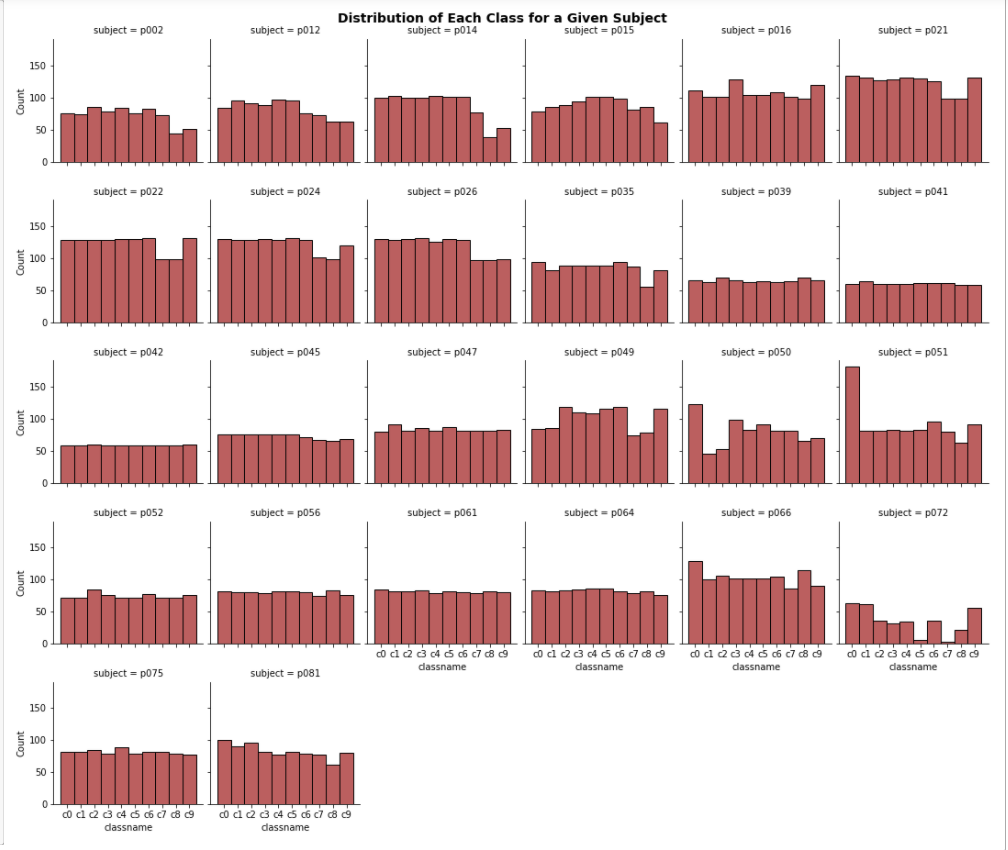 Distribution of Each Class for a Given Subject
subject = p002 subject = p012 subject = p014 subject = p015 subject = p016 subject = p021
150
100
50
0
Count
subject = p022 subject = p024 subject = p026 subject = p035 subject = p039 subject = p041
150
100
50
0
Count
subject = p042 subject = p045 subject = p047 subject = p049 subject = p050 subject = p051
150
100
50
0
Count
subject = p052 subject = p056 subject = p061 subject = p064 subject = p066 subject = p072
150
100
50
0
Count
c0 c1 c2 c3 c4 c5 c6 c7 c8 c9 c0 c1 c2 c3 c4 c5 c6 c7 c8 c9 c0 c1 c2 c3 c4 c5 c6 c7 c8 c9 c0 c1 c2 c3 c4 c5 c6 c7 c8 c9
classname classname classname classname
subject = p075 subject = p081
150
100
50
0
Count
c0 c1 c2 c3 c4 c5 c6 c7 c8 c9 c0 c1 c2 c3 c4 c5 c6 c7 c8 c9
classname classname